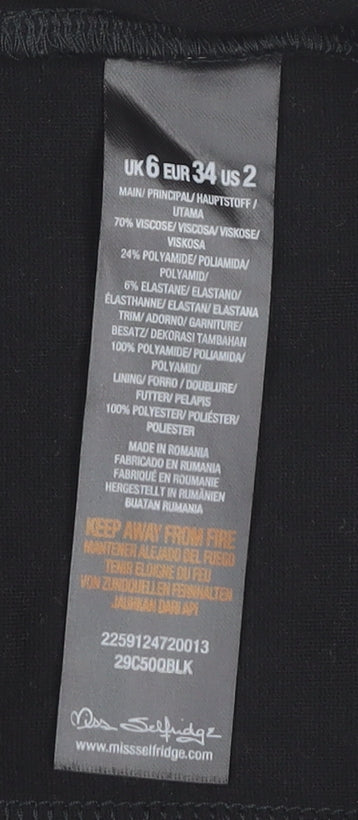 UK 6 EUR 34 US 2
MAIN/ PRINCIPAL/ HAUPTSTOFF /
UTAMA
70% VISCOSE/ VISCOSA/ VISKOSE/
VISKOSA
24% POLYAMIDE/ POLIAMIDA/
POLYAMID/
6% ELASTANE/ ELASTANO/
ÉLASTHANNE/ ELASTAN/ ELASTANA
TRIM/ ADORNO/ GARNITURE/
BESATZ/ DEKORASI TAMBAHAN
100% POLYAMIDE/ POLIAMIDA/
POLYAMID/
LINING/ FORRO / DOUBLURE/
FUTTER/ PELAPIS
100% POLYESTER/ POLIÉSTER/
POLIESTER
MADE IN ROMANIA
FABRICADO EN RUMANIA
FABRIQUÉ EN ROUMANIE
HERGESTELLT IN RUMÄNIEN
BUATAN RUMANIA
KEEP AWAY FROM FIRE
MANTENER ALEJADO DEL FUEGO
TENIR ELOIGNE DU FEU
VON ZUNDQUELLEN FERNHALTEN
JAUHKAN DARI API
2259124720013
29C50QBLK
Miss Selfridge
www.missselfridge.com